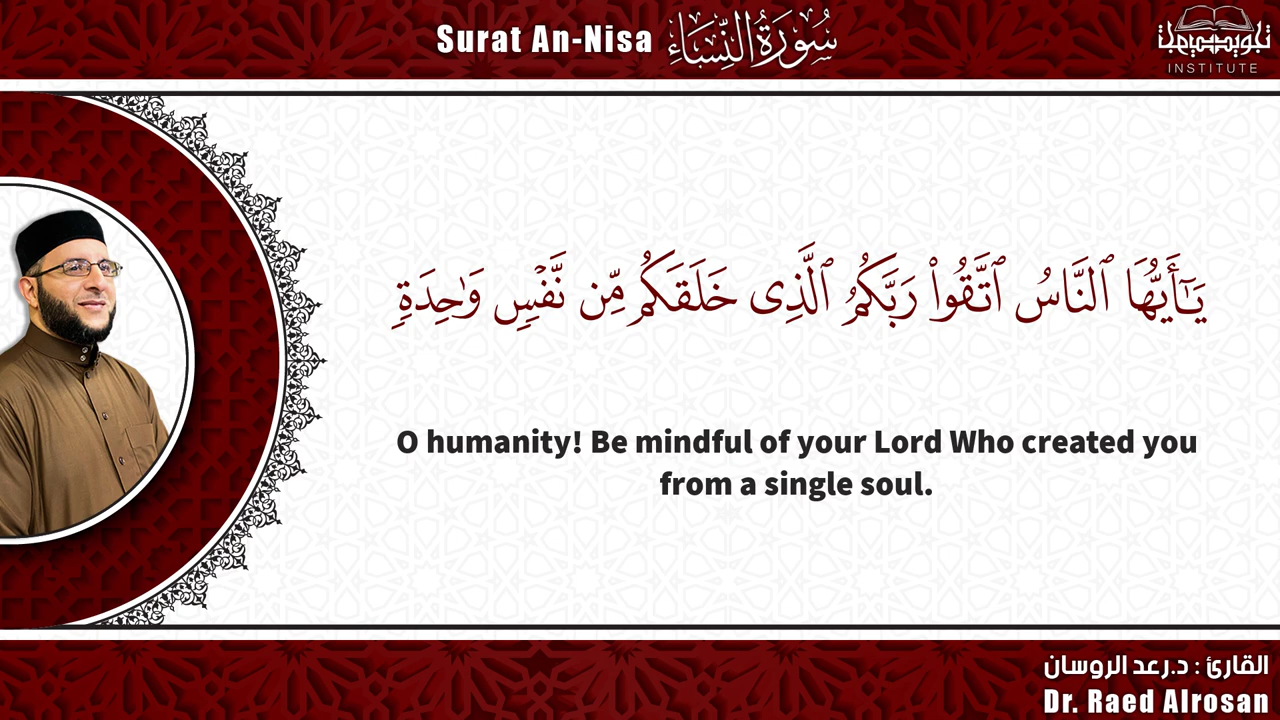 Surat An-Nisa سُورَةُ النِّسَاءِ
INSTITUTE
يَـٰٓأَيُّهَا ٱلنَّاسُ ٱتَّقُوا۟ رَبَّكُمُ ٱلَّذِى خَلَقَكُم مِّن نَّفْسٍ وَٰحِدَةٍ
O humanity! Be mindful of your Lord Who created you
from a single soul.
القارئ : د.رعد الروسان
Dr. Raed Alrosan